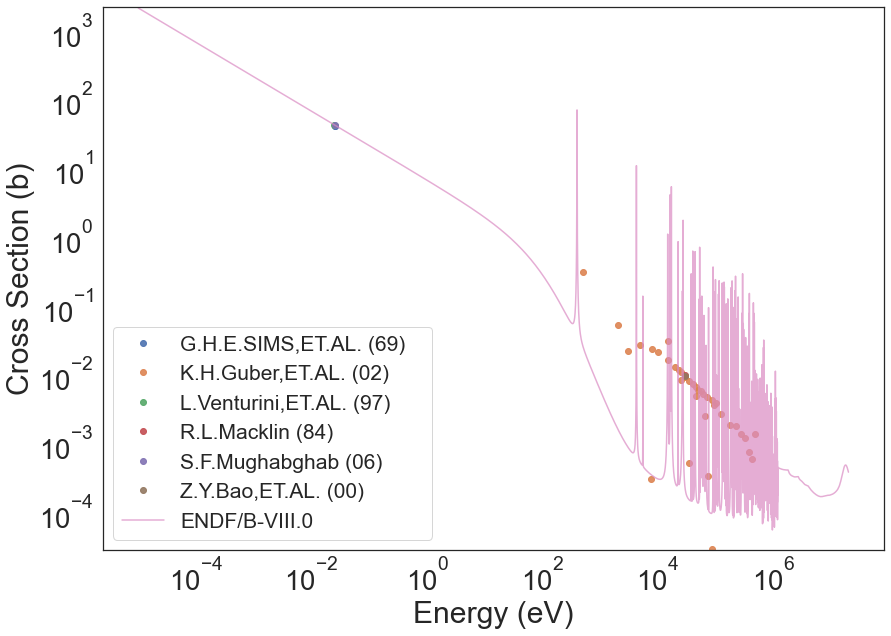 Cross Section (b)
10^3
10^2
10^1
10^0
10^−1
10^−2
10^−3
10^−4
G.H.E.SIMS,ET.AL. (69)
K.H.Guber,ET.AL. (02)
L.Venturini,ET.AL. (97)
R.L.Macklin (84)
S.F.Mughabghab (06)
Z.Y.Bao,ET.AL. (00)
ENDF/B-VIII.0
10^−4 10^−2 10^0 10^2 10^4 10^6
Energy (eV)